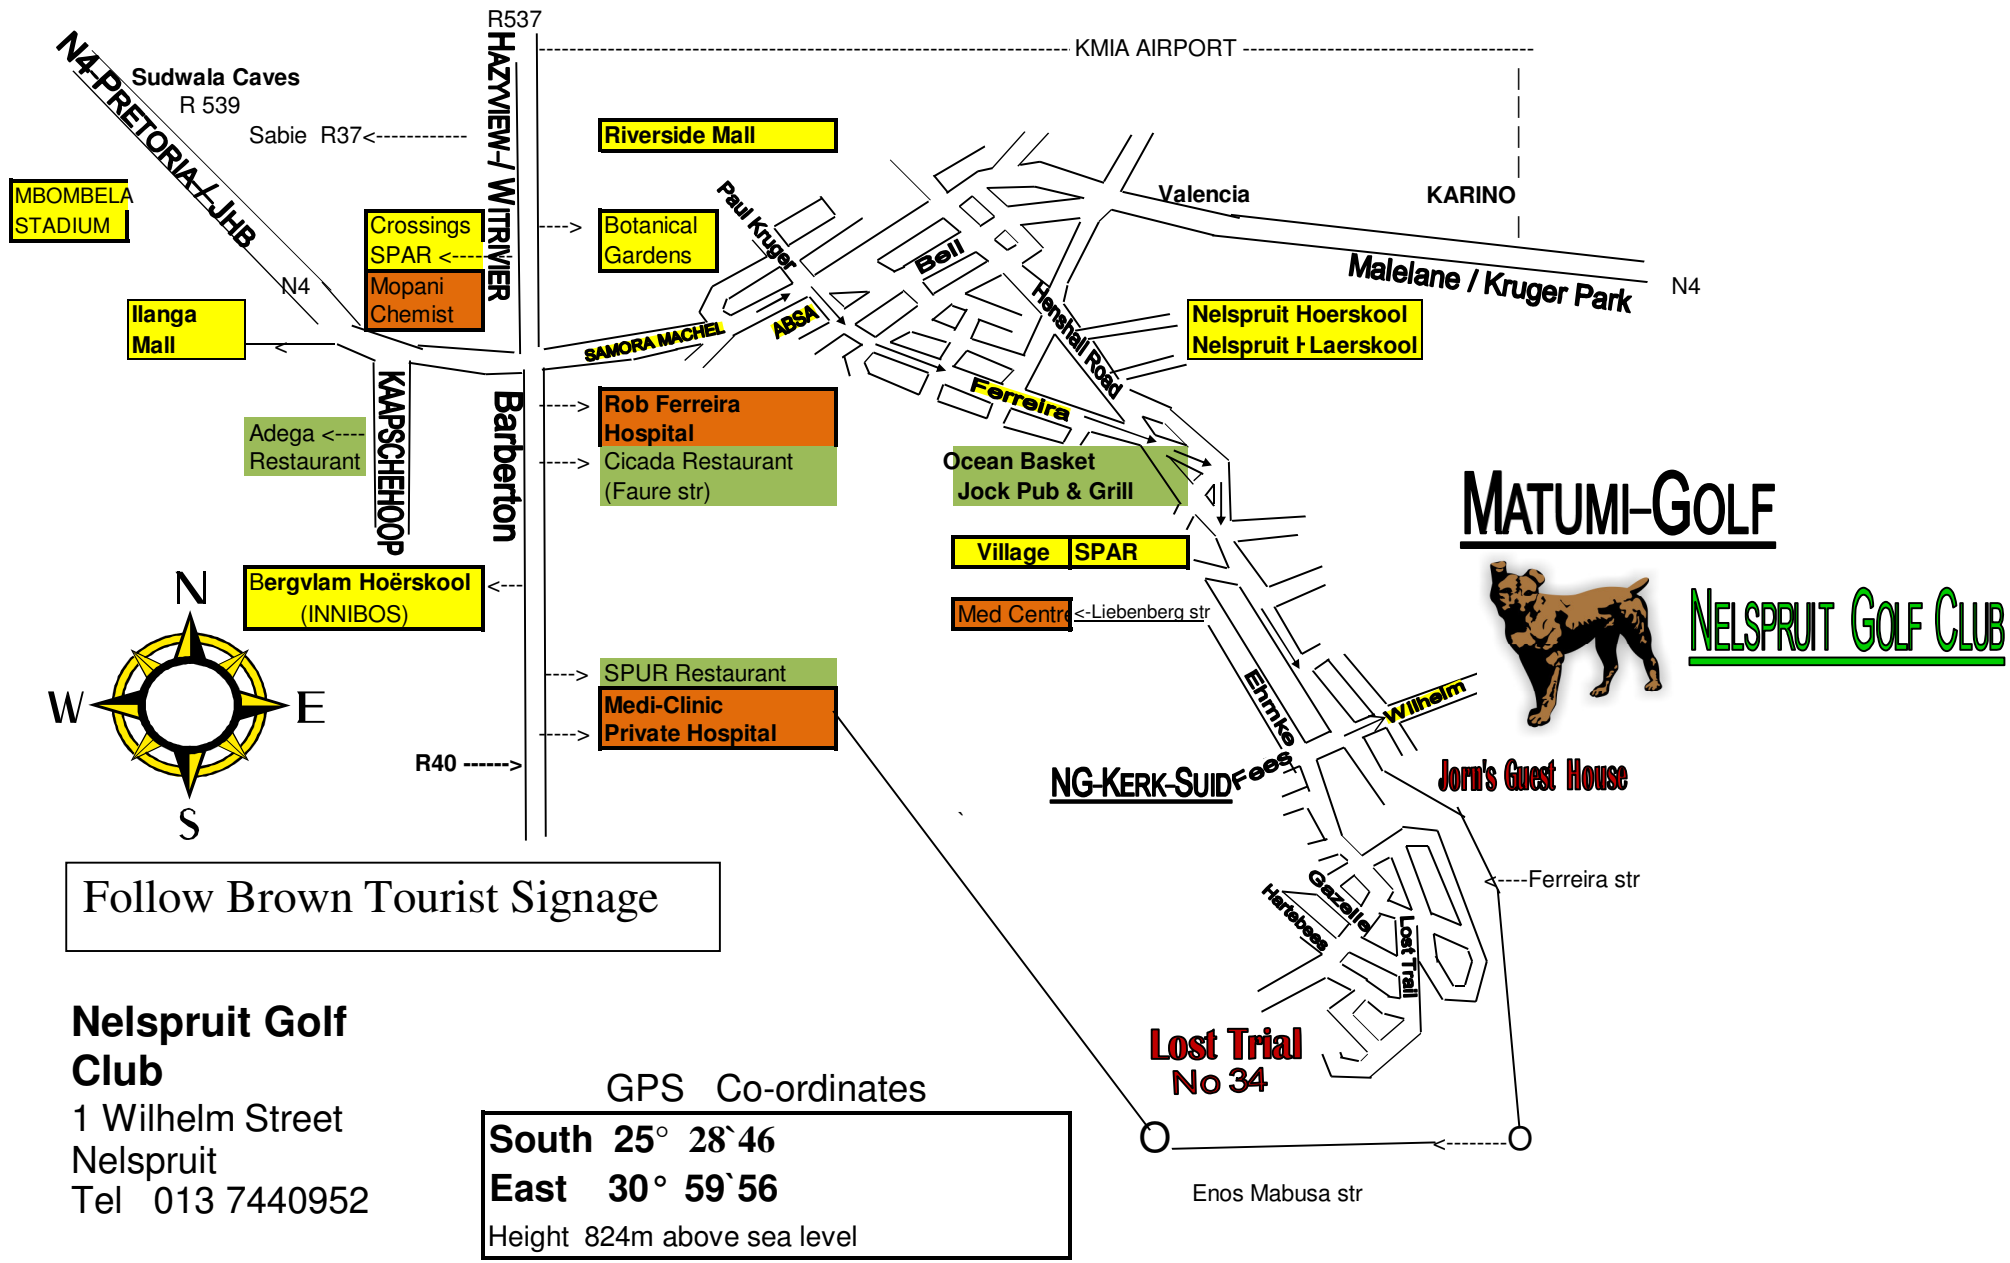 R537
KMIA AIRPORT
N4-PRETORIA / JHB
Sudwala Caves
R 539
Sabie R37<-----------
HAZYVIEW-/ WITRIVIER
Riverside Mall
MBOMBELA
STADIUM
Crossings
SPAR <------
Mopani
Chemist
N4
----> Botanical
Gardens
Paul Kruger
Bell
Valencia
KARINO
Malelane / Kruger Park
N4
Ilanga
Mall
SAMORA MACHEL
ABSA
Henshall Road
Nelspruit Hoerskool
Nelspruit H Laerskool
KAAPSCHEHOOP
Barberton
Ferreira
Adega <----
Restaurant
-----> Rob Ferreira
Hospital
-----> Cicada Restaurant
(Faure str)
Ocean Basket
Jock Pub & Grill
Village SPAR
MATUMI-GOLF
NELSPRUIT GOLF CLUB
Bergvlam Hoërskool <----
(INNIBOS)
Med Centre <-Liebenberg str
N
W E
S
-----> SPUR Restaurant
Medi-Clinic
-----> Private Hospital
R40 ------>
Ehmke
Wilhelm
NG-KERK-SUID
Fees
Jorn's Guest House
<----Ferreira str
Gazelle
Hartebees
Lost Trail
Follow Brown Tourist Signage
Nelspruit Golf
Club
1 Wilhelm Street
Nelspruit
Tel 013 7440952
GPS Co-ordinates
South 25° 28`46
East 30° 59`56
Height 824m above sea level
Lost Trial
No 34
Enos Mabusa str